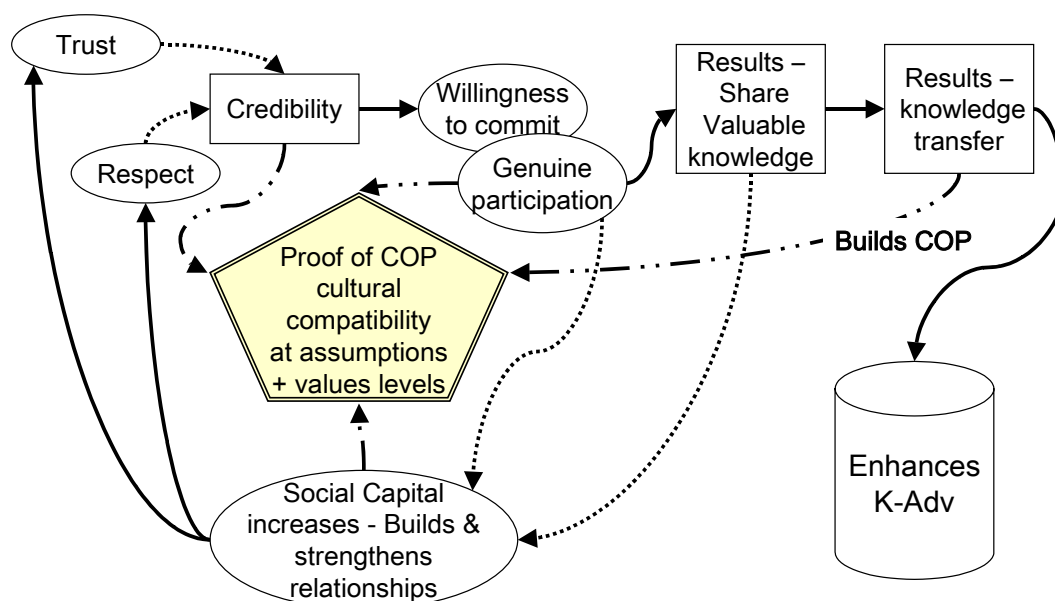 Trust
Credibility
Respect
Willingness
to commit
Genuine
participation
Results –
Share
Valuable
knowledge
Results –
knowledge
transfer
Builds COP
Proof of COP
cultural
compatibility
at assumptions
+ values levels
Social Capital
increases - Builds &
strengthens
relationships
Enhances
K-Adv